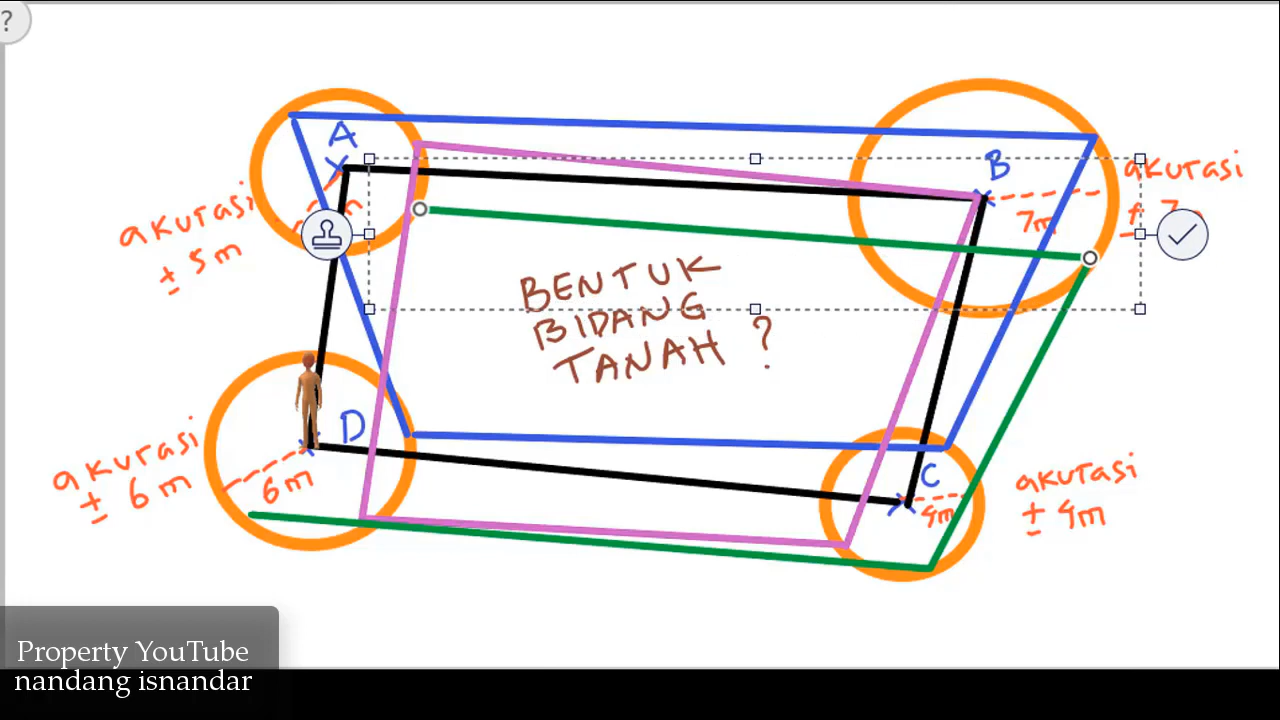 ?
A
B
akurasi
7m
akurasi
± 5m
BENTUK
BIDANG
TANAH ?
D
akurasi
± 6m
6m
C
akurasi
± 4m
4m
Property YouTube
nandang isnandar